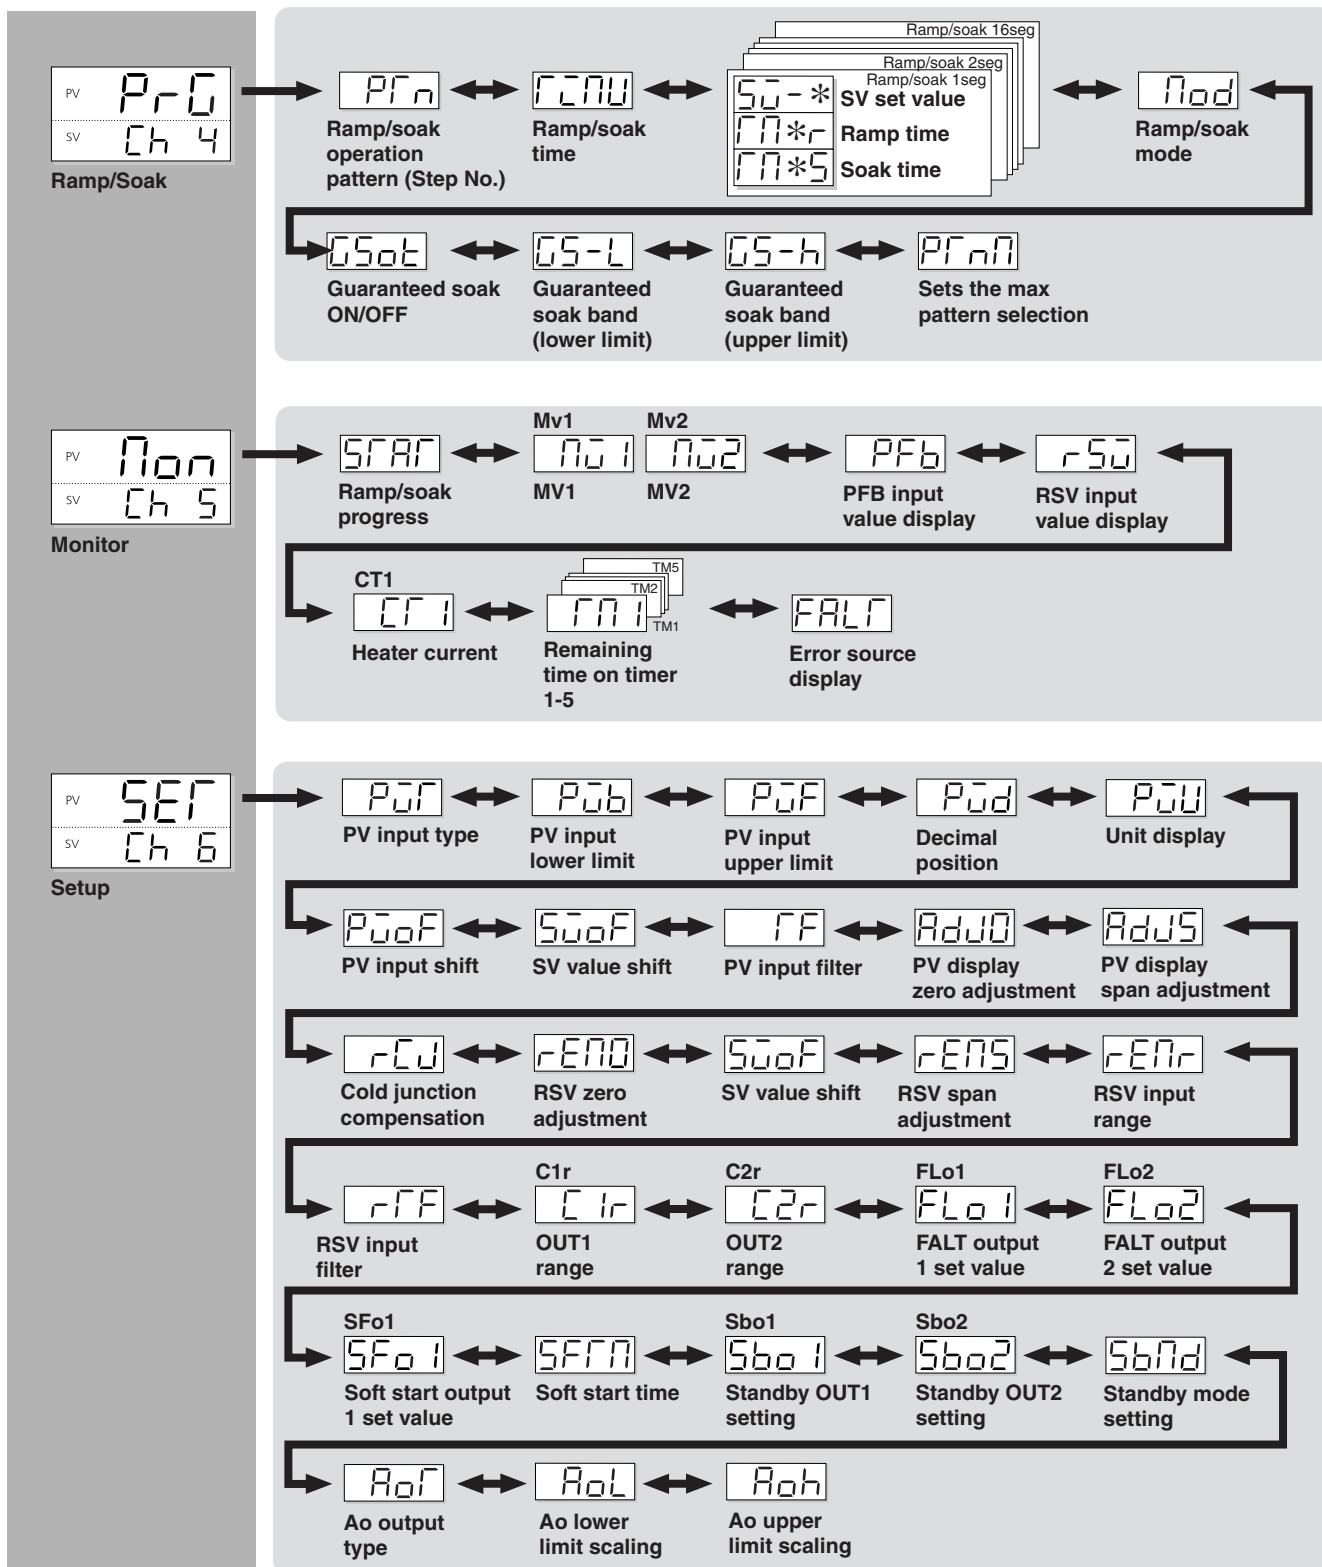 PV PrG
SV Ch 4
Ramp/Soak
PTn
Ramp/soak
operation
pattern (Step No.)
TiMU
Ramp/soak
time
Ramp/soak 16seg
Ramp/soak 2seg
Ramp/soak 1seg
Sv-* SV set value
TM*r Ramp time
TM*S Soak time
Mod
Ramp/soak
mode
GSok
Guaranteed soak
ON/OFF
GS-L
Guaranteed
soak band
(lower limit)
GS-h
Guaranteed
soak band
(upper limit)
PTnM
Sets the max
pattern selection
PV Mon
SV Ch 5
Monitor
STAT
Ramp/soak
progress
Mv1
Mv1
MV1
Mv2
Mv2
MV2
PFb
PFB input
value display
rSv
RSV input
value display
CT1
CT1
Heater current
TM5
TM2
TM1
TM1
Remaining
time on timer
1-5
FALT
Error source
display
PV SET
SV Ch 6
Setup
PvT
PV input type
Pvb
PV input
lower limit
PvF
PV input
upper limit
Pvd
Decimal
position
PvU
Unit display
PvoF
PV input shift
SvoF
SV value shift
TF
PV input filter
AdJ0
PV display
zero adjustment
AdJS
PV display
span adjustment
rCJ
Cold junction
compensation
rEM0
RSV zero
adjustment
SvoF
SV value shift
rEMS
RSV span
adjustment
rEMr
RSV input
range
rTF
RSV input
filter
C1r
C1r
OUT1
range
C2r
C2r
OUT2
range
FLo1
FLo1
FALT output
1 set value
FLo2
FLo2
FALT output
2 set value
SFo1
SFo1
Soft start output
1 set value
SFTM
Soft start time
Sbo1
Sbo1
Standby OUT1
setting
Sbo2
Sbo2
Standby OUT2
setting
SbMd
Standby mode
setting
AoT
Ao output
type
AoL
Ao lower
limit scaling
Aoh
Ao upper
limit scaling